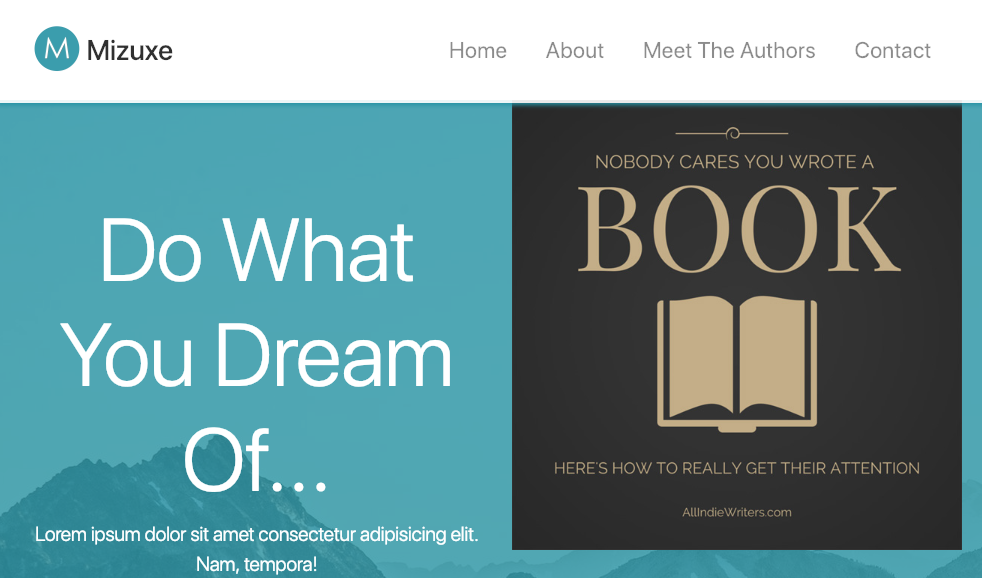 M Mizuxe
Home About Meet The Authors Contact
Do What
You Dream
Of...
Lorem ipsum dolor sit amet consectetur adipisicing elit.
Nam, tempora!
NOBODY CARES YOU WROTE A
BOOK
HERE'S HOW TO REALLY GET THEIR ATTENTION
AllIndieWriters.com